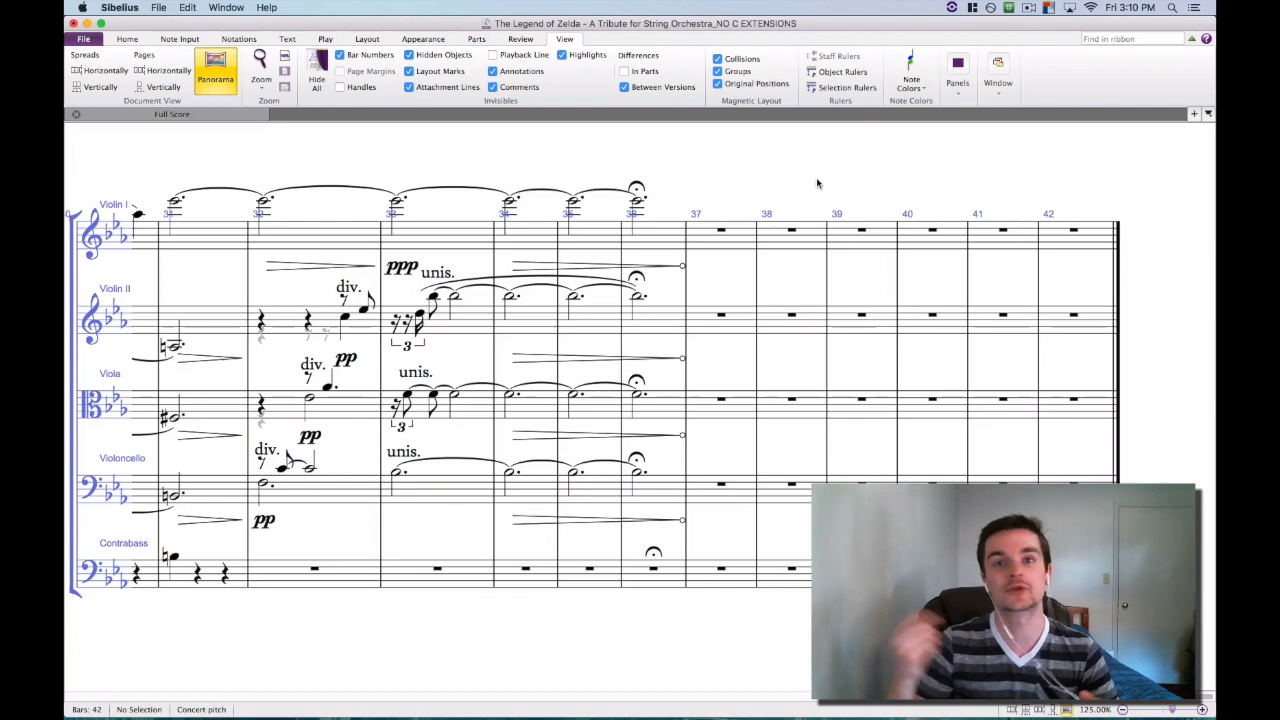 Sibelius File Edit Window Help Fri 3:10 PM
The Legend of Zelda - A Tribute for String Orchestra_NO C EXTENSIONS
File Home Note Input Notations Text Play Layout Appearance Parts Review View Find in ribbon
Spreads Pages Bar Numbers Hidden Objects Playback Line Highlights Differences Collisions Staff Rulers
Horizontally Horizontally Page Margins Layout Marks Annotations In Parts Groups Object Rulers
Vertically Vertically Panorama Zoom Hide All Handles Attachment Lines Comments Between Versions Original Positions Selection Rulers Note Colors Panels Window
Document View Zoom Invisibles Magnetic Layout Rulers Note Colors
Full Score
Violin I
31 32 33 34 35 36 37 38 39 40 41 42
ppp unis.
Violin II div.
3
pp
Viola div. unis.
3
pp
Violoncello div. unis.
pp
Contrabass
Bars: 42 No Selection Concert pitch 125.00%